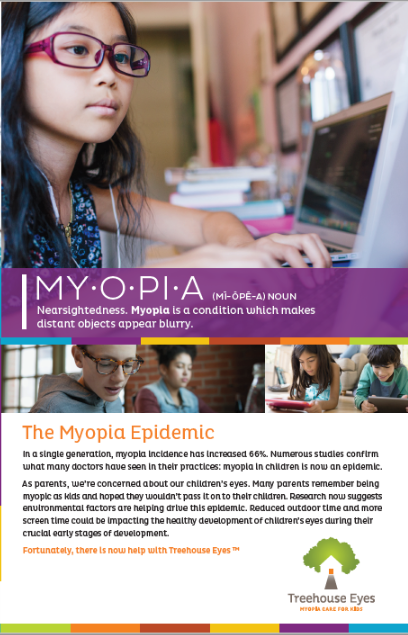 MY·O·PI·A (MĪ-ŌPĒ-A) NOUN
Nearsightedness. Myopia is a condition which makes
distant objects appear blurry.
The Myopia Epidemic
In a single generation, myopia incidence has increased 66%. Numerous studies confirm
what many doctors have seen in their practices: myopia in children is now an epidemic.
As parents, we're concerned about our children's eyes. Many parents remember being
myopic as kids and hoped they wouldn't pass it on to their children. Research now suggests
environmental factors are helping drive this epidemic. Reduced outdoor time and more
screen time could be impacting the healthy development of children's eyes during their
crucial early stages of development.
Fortunately, there is now help with Treehouse Eyes™
Treehouse Eyes
MYOPIA CARE FOR KIDS